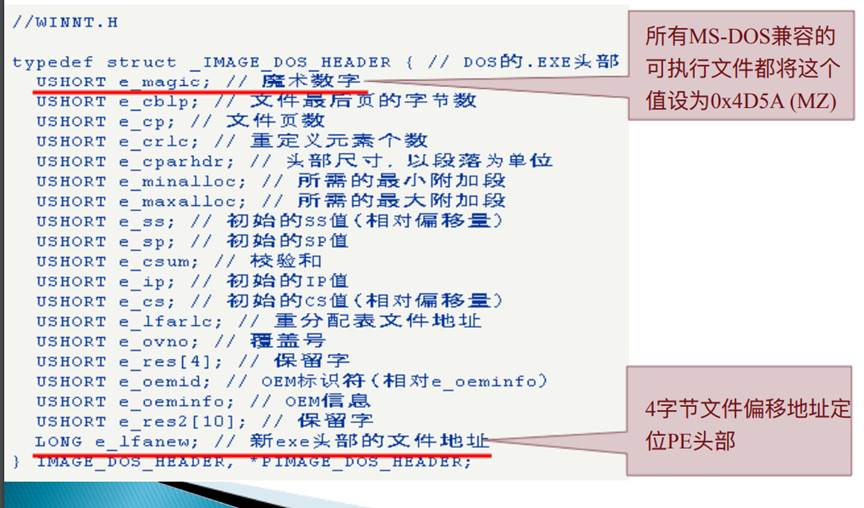 //WINNT.H
typedef struct _IMAGE_DOS_HEADER { // DOS的.EXE头部
USHORT e_magic; // 魔术数字
USHORT e_cblp; // 文件最后页的字节数
USHORT e_cp; // 文件页数
USHORT e_crlc; // 重定义元素个数
USHORT e_cparhdr; // 头部尺寸，以段落为单位
USHORT e_minalloc; // 所需的最小附加段
USHORT e_maxalloc; // 所需的最大附加段
USHORT e_ss; // 初始的SS值(相对偏移量)
USHORT e_sp; // 初始的SP值
USHORT e_csum; // 校验和
USHORT e_ip; // 初始的IP值
USHORT e_cs; // 初始的CS值(相对偏移量)
USHORT e_lfarlc; // 重分配表文件地址
USHORT e_ovno; // 覆盖号
USHORT e_res[4]; // 保留字
USHORT e_oemid; // OEM标识符(相对e_oeminfo)
USHORT e_oeminfo; // OEM信息
USHORT e_res2[10]; // 保留字
LONG e_lfanew; // 新exe头部的文件地址
} IMAGE_DOS_HEADER, *PIMAGE_DOS_HEADER;
所有MS-DOS兼容的
可执行文件都将这个
值设为0x4D5A (MZ)
4字节文件偏移地址定
位PE头部